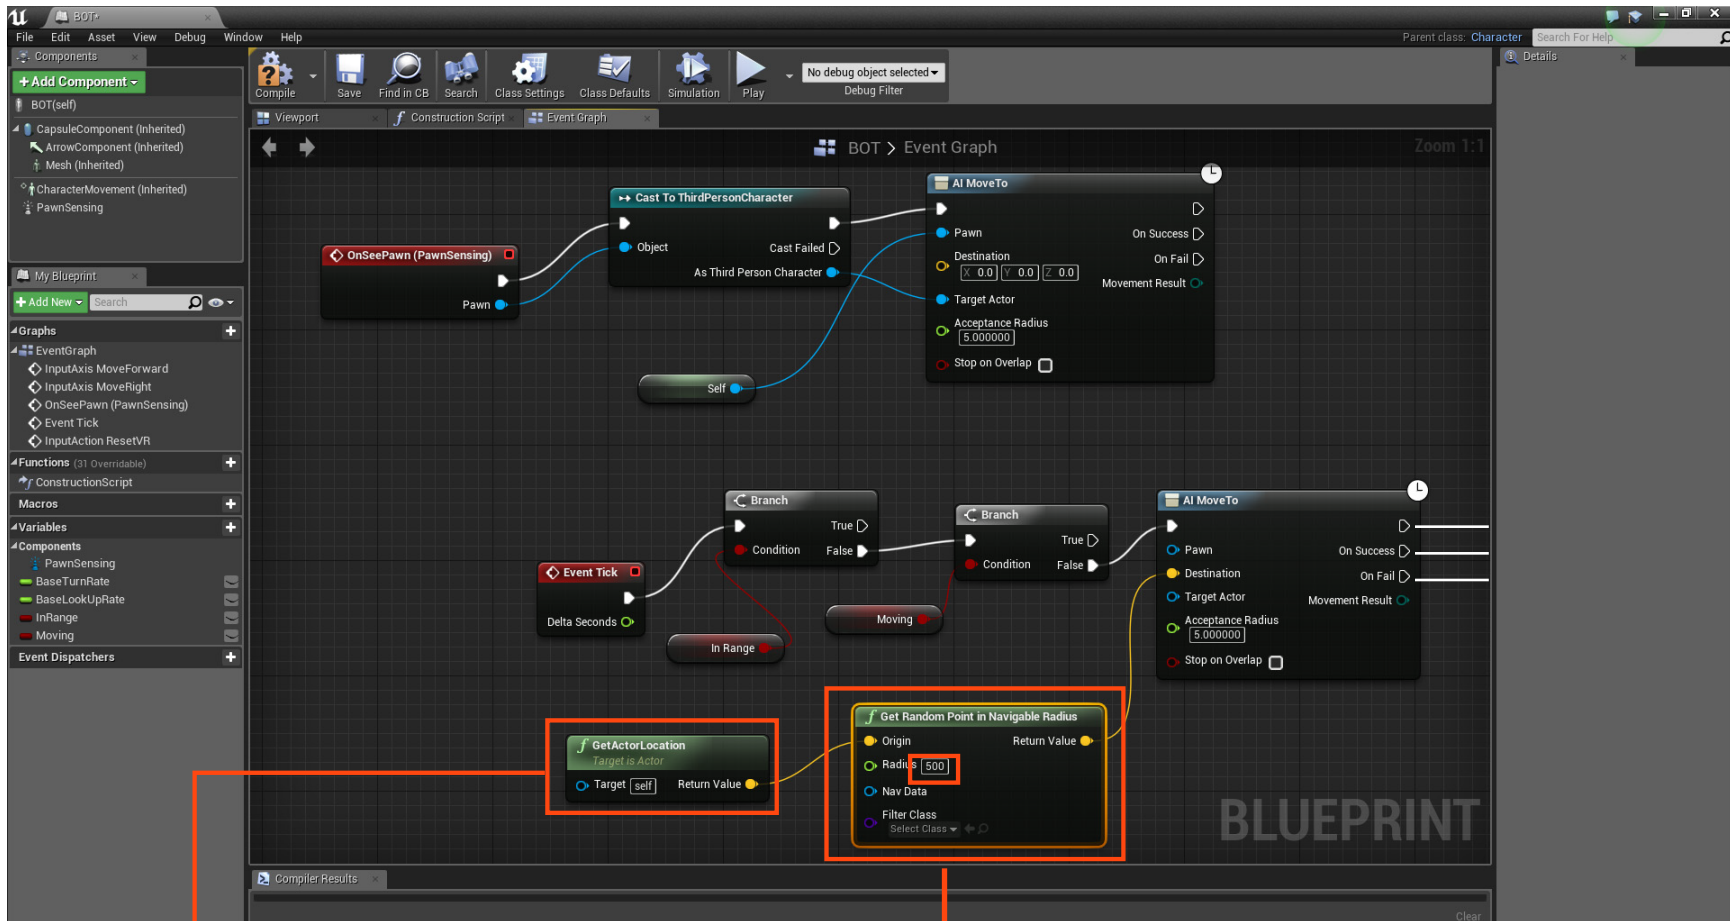 BOT*
File Edit Asset View Debug Window Help
Parent class: Character
Search For Help
Components
+ Add Component
BOT(self)
CapsuleComponent (Inherited)
ArrowComponent (Inherited)
Mesh (Inherited)
CharacterMovement (Inherited)
PawnSensing
My Blueprint
+ Add New
Search
Graphs
EventGraph
InputAxis MoveForward
InputAxis MoveRight
OnSeePawn (PawnSensing)
Event Tick
InputAction ResetVR
Functions (31 Overridable)
ConstructionScript
Macros
Variables
Components
PawnSensing
BaseTurnRate
BaseLookUpRate
InRange
Moving
Event Dispatchers
Compile Save Find in CB Search Class Settings Class Defaults Simulation Play
No debug object selected
Debug Filter
Viewport
Construction Script
Event Graph
BOT > Event Graph
Zoom 1:1
OnSeePawn (PawnSensing)
Pawn
Cast To ThirdPersonCharacter
Object
Cast Failed
As Third Person Character
Self
AI MoveTo
Pawn
On Success
Destination
X 0.0 Y 0.0 Z 0.0
On Fail
Movement Result
Target Actor
Acceptance Radius
5.000000
Stop on Overlap
Event Tick
Delta Seconds
Branch
True
Condition
False
In Range
Branch
True
Condition
False
Moving
AI MoveTo
Pawn
On Success
Destination
On Fail
Target Actor
Movement Result
Acceptance Radius
5.000000
Stop on Overlap
GetActorLocation
Target is Actor
Target self
Return Value
Get Random Point in Navigable Radius
Origin
Return Value
Radius 500
Nav Data
Filter Class
Select Class
BLUEPRINT
Compiler Results
Clear
Details